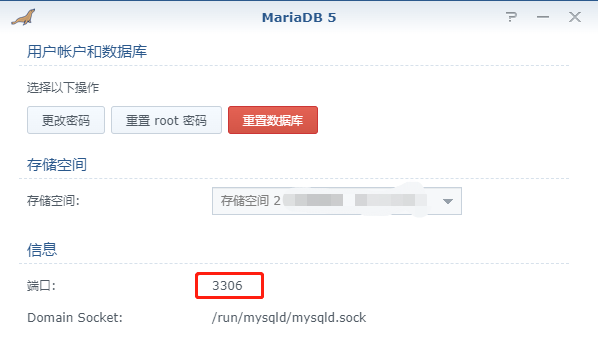 MariaDB 5
用户帐户和数据库
选择以下操作
更改密码 重置 root 密码 重置数据库
存储空间
存储空间: 存储空间 2
信息
端口: 3306
Domain Socket: /run/mysqld/mysqld.sock